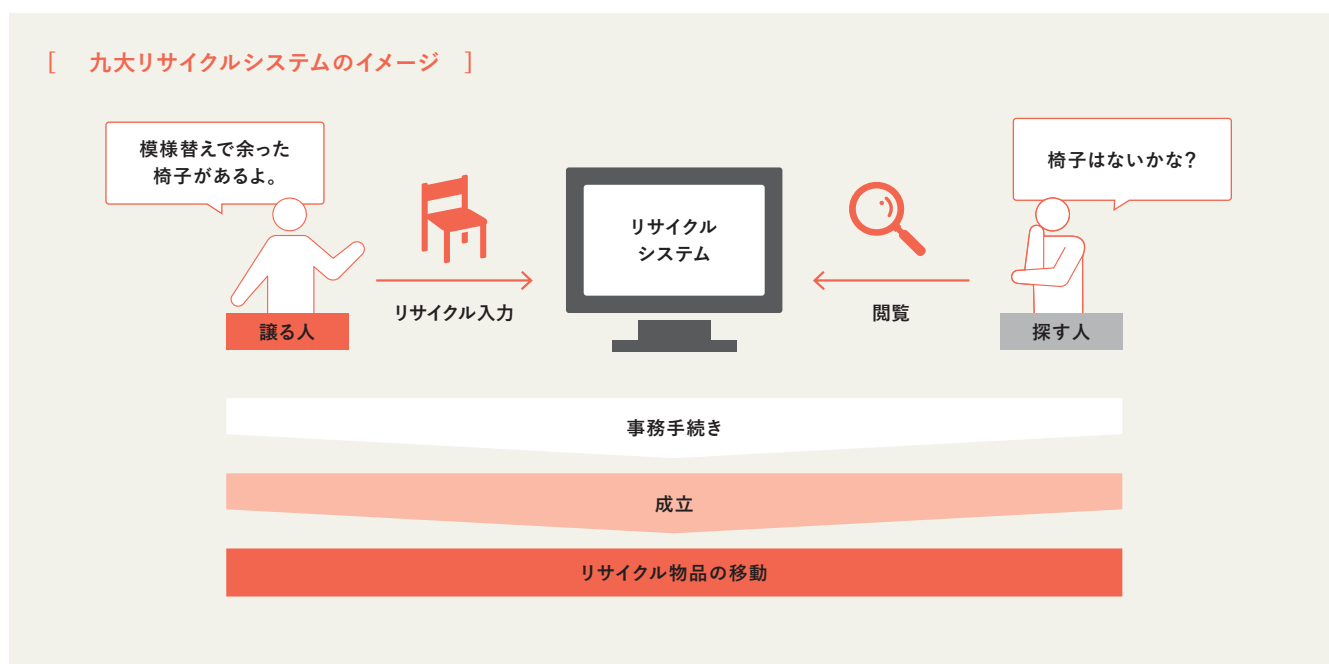 [ 九大リサイクルシステムのイメージ ]
模様替えで余った
椅子があるよ。
椅子はないかな?
リサイクル
システム
リサイクル入力
閲覧
譲る人
探す人
事務手続き
成立
リサイクル物品の移動